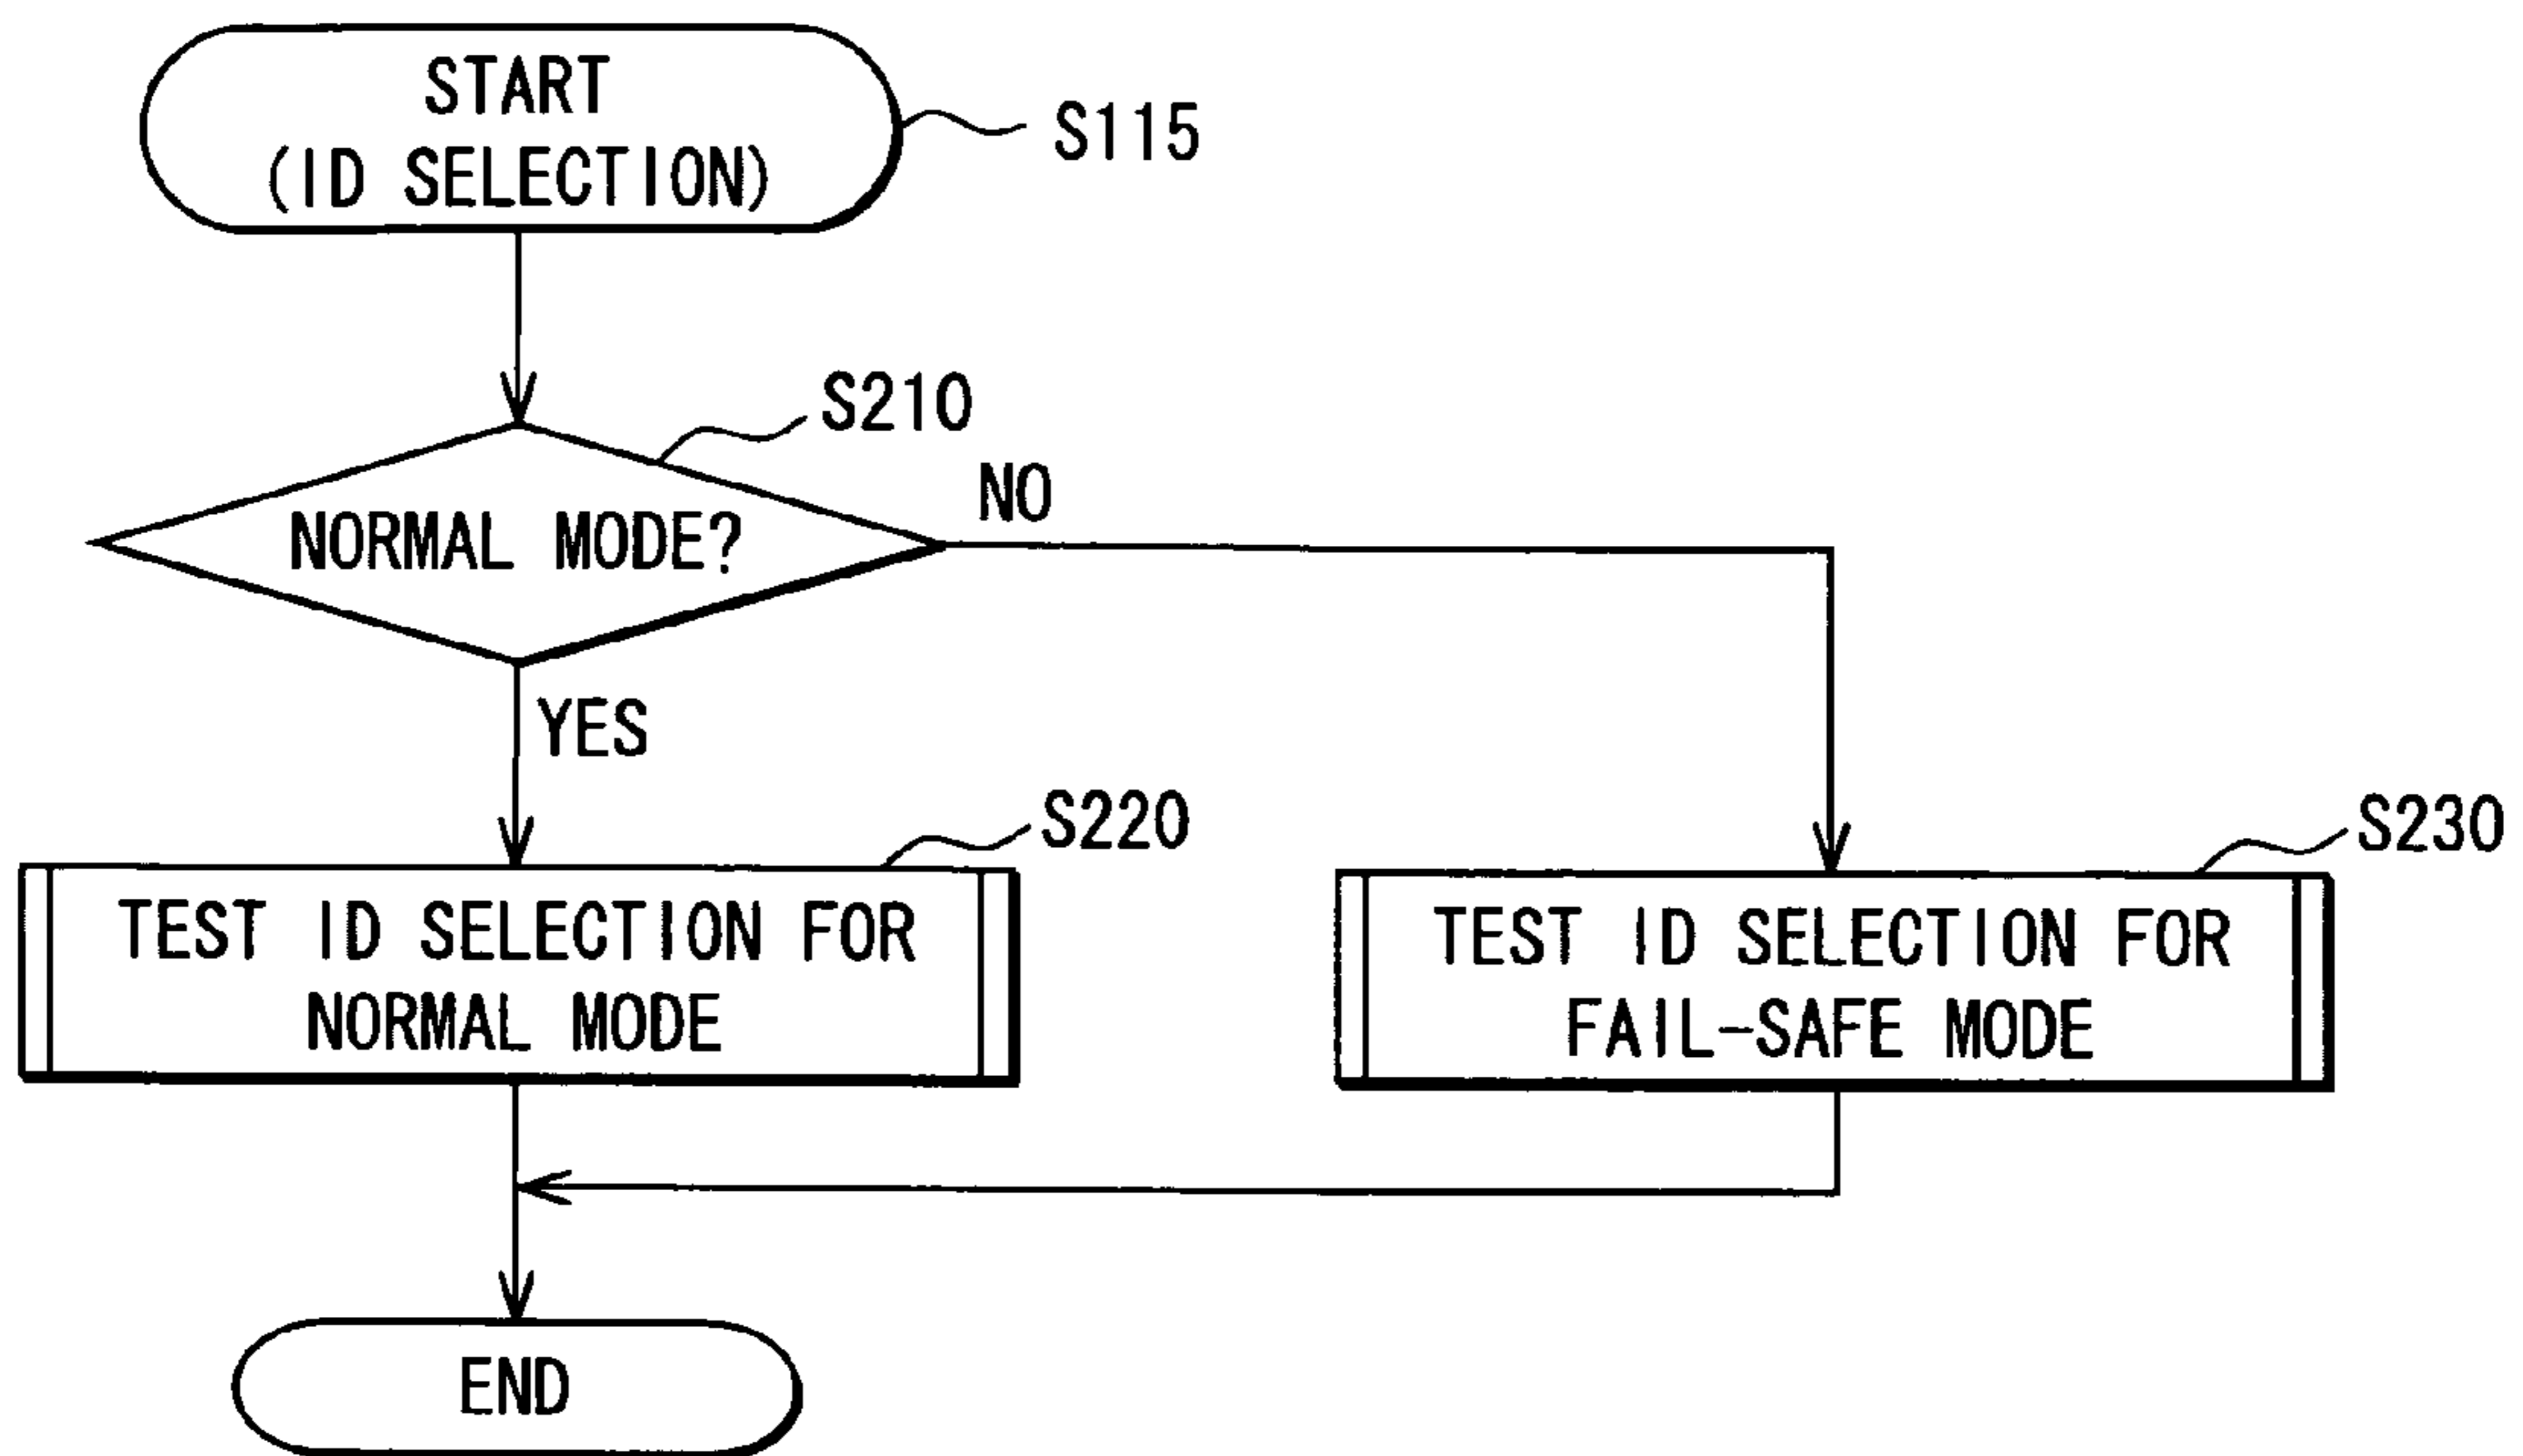 START
(ID SELECTION)
S115
S210
NORMAL MODE?
NO
YES
S220
TEST ID SELECTION FOR
NORMAL MODE
S230
TEST ID SELECTION FOR
FAIL-SAFE MODE
END